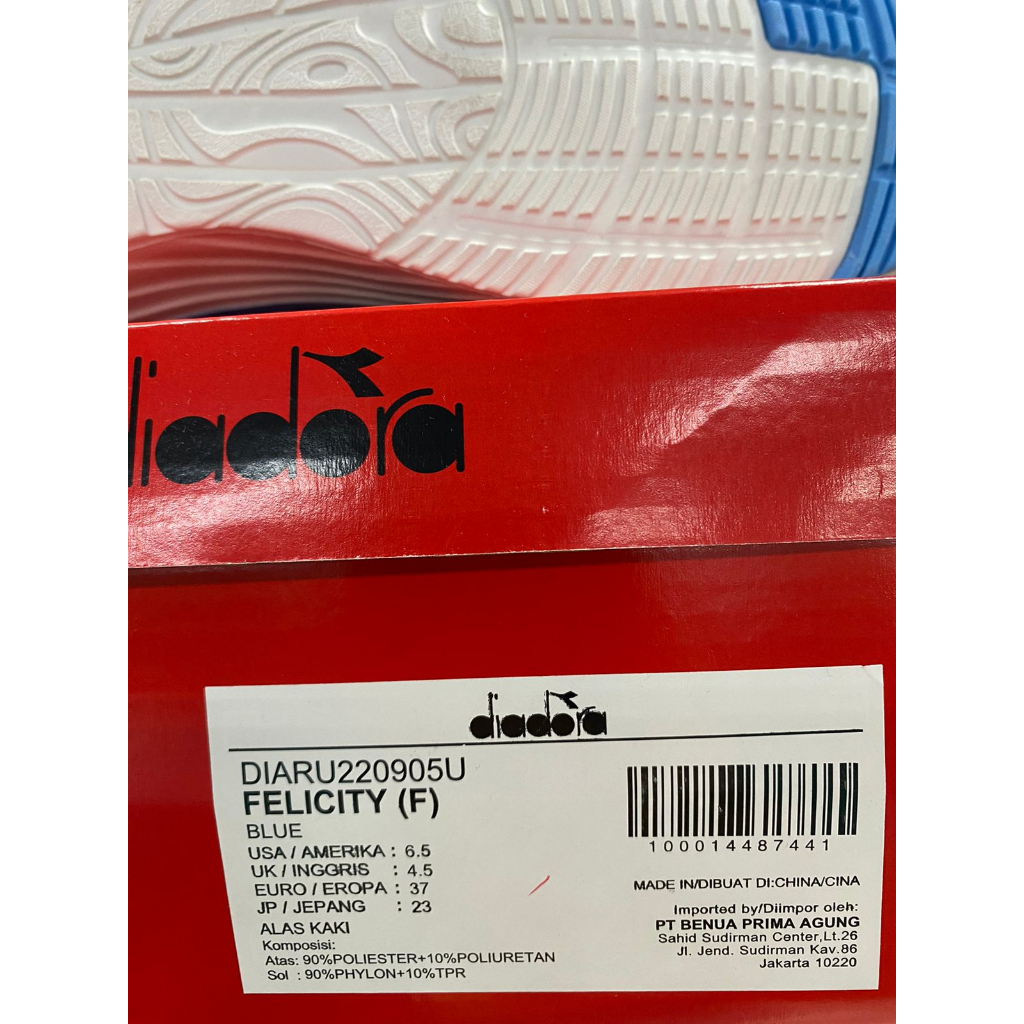 diadora
diadora
DIARU220905U
FELICITY (F)
BLUE
USA / AMERIKA : 6.5
UK / INGGRIS : 4.5
EURO / EROPA : 37
JP / JEPANG : 23
ALAS KAKI
Komposisi:
Atas: 90%POLIESTER+10%POLIURETAN
Sol : 90%PHYLON+10%TPR
100014487441
MADE IN/DIBUAT DI:CHINA/CINA
Imported by/Diimpor oleh:
PT BENUA PRIMA AGUNG
Sahid Sudirman Center,Lt.26
Jl. Jend. Sudirman Kav.86
Jakarta 10220